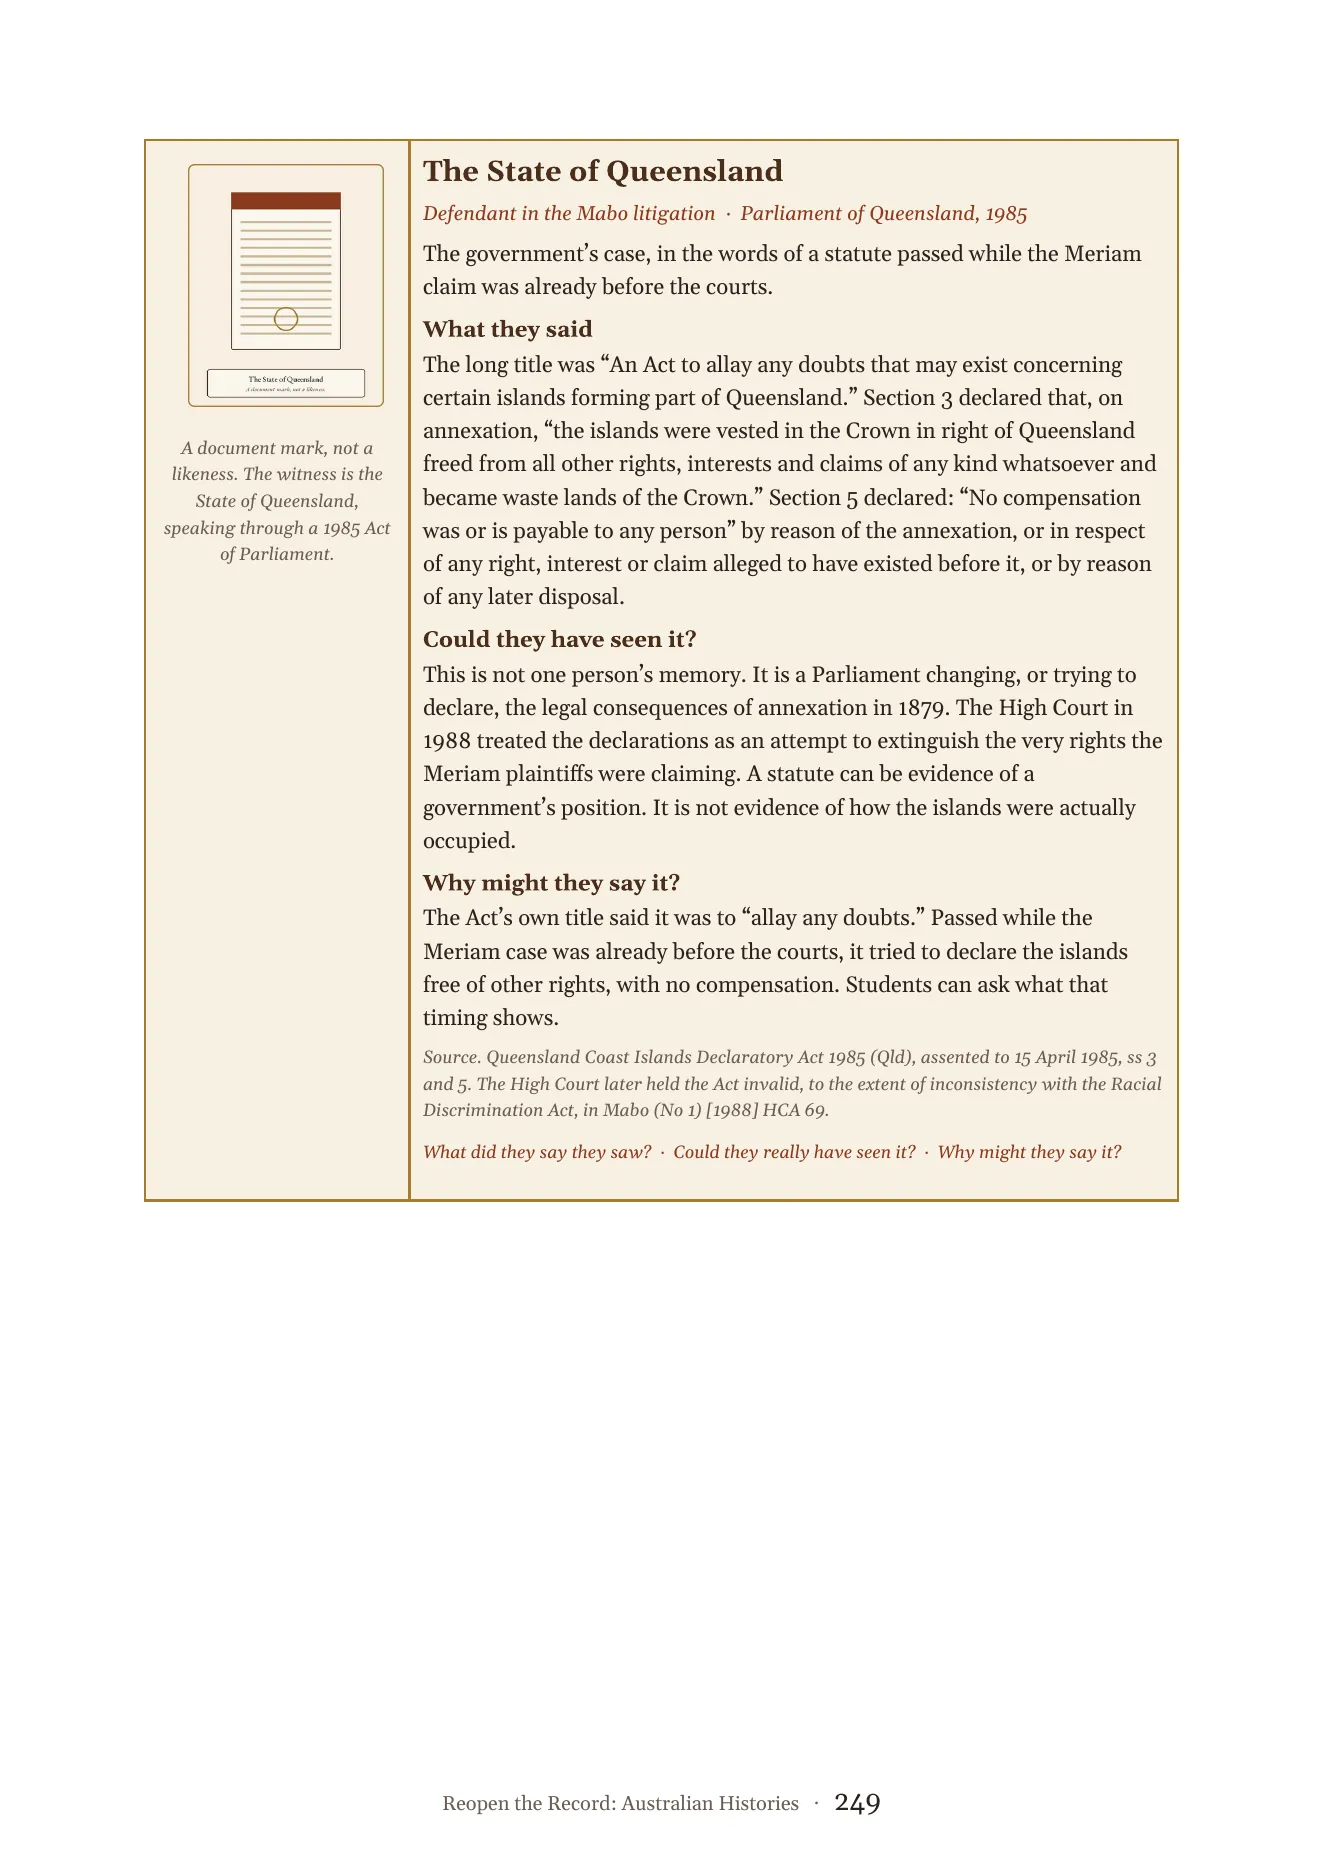 The State of Queensland
A document mark, not a likeness.
A document mark, not a
likeness. The witness is the
State of Queensland,
speaking through a 1985 Act
of Parliament.
The State of Queensland
Defendant in the Mabo litigation · Parliament of Queensland, 1985
The government’s case, in the words of a statute passed while the Meriam
claim was already before the courts.
What they said
The long title was “An Act to allay any doubts that may exist concerning
certain islands forming part of Queensland.” Section 3 declared that, on
annexation, “the islands were vested in the Crown in right of Queensland
freed from all other rights, interests and claims of any kind whatsoever and
became waste lands of the Crown.” Section 5 declared: “No compensation
was or is payable to any person” by reason of the annexation, or in respect
of any right, interest or claim alleged to have existed before it, or by reason
of any later disposal.
Could they have seen it?
This is not one person’s memory. It is a Parliament changing, or trying to
declare, the legal consequences of annexation in 1879. The High Court in
1988 treated the declarations as an attempt to extinguish the very rights the
Meriam plaintiffs were claiming. A statute can be evidence of a
government’s position. It is not evidence of how the islands were actually
occupied.
Why might they say it?
The Act’s own title said it was to “allay any doubts.” Passed while the
Meriam case was already before the courts, it tried to declare the islands
free of other rights, with no compensation. Students can ask what that
timing shows.
Source. Queensland Coast Islands Declaratory Act 1985 (Qld), assented to 15 April 1985, ss 3
and 5. The High Court later held the Act invalid, to the extent of inconsistency with the Racial
Discrimination Act, in Mabo (No 1) [1988] HCA 69.
What did they say they saw? · Could they really have seen it? · Why might they say it?
Reopen the Record: Australian Histories · 249